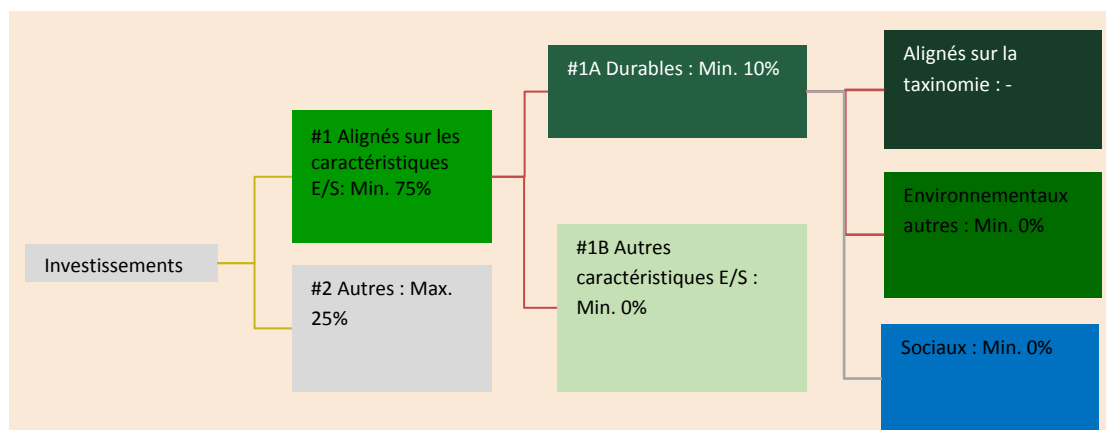 Investissements
#1 Alignés sur les
caractéristiques
E/S: Min. 75%
#2 Autres : Max.
25%
#1A Durables : Min. 10%
#1B Autres
caractéristiques E/S :
Min. 0%
Alignés sur la
taxinomie : -
Environnementaux
autres : Min. 0%
Sociaux : Min. 0%